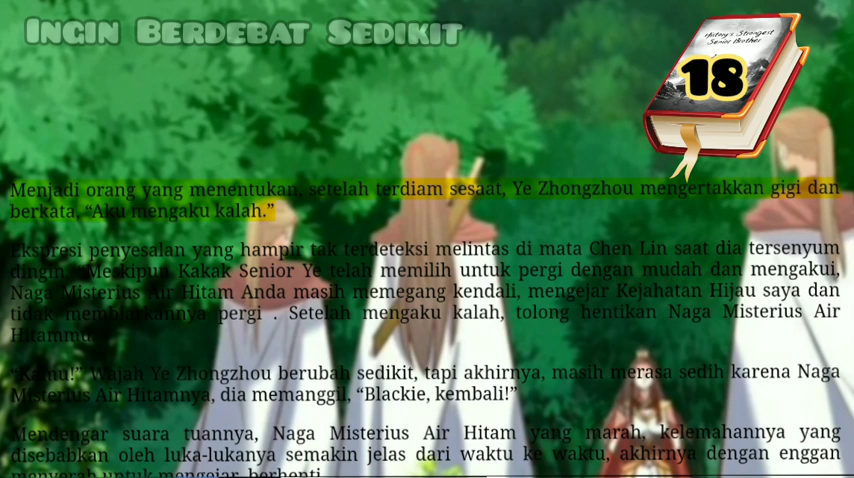 Ingin Berdebat Sedikit
History's Strongest
Senior Brother
18
Menjadi orang yang menentukan, setelah terdiam sesaat, Ye Zhongzhou mengertakkan gigi dan
berkata, “Aku mengaku kalah.”
Ekspresi penyesalan yang hampir tak terdeteksi melintas di mata Chen Lin saat dia tersenyum
dingin, “Meskipun Kakak Senior Ye telah memilih untuk pergi dengan mudah dan mengakui,
Naga Misterius Air Hitam Anda masih memegang kendali, mengejar Kejahatan Hijau saya dan
tidak membiarkannya pergi . Setelah mengaku kalah, tolong hentikan Naga Misterius Air
Hitammu
“Kamu!” Wajah Ye Zhongzhou berubah sedikit, tapi akhirnya, masih merasa sedih karena Naga
Misterius Air Hitamnya, dia memanggil, “Blackie, kembali!”
Mendengar suara tuannya, Naga Misterius Air Hitam yang marah, kelemahannya yang
disebabkan oleh luka-lukanya semakin jelas dari waktu ke waktu, akhirnya dengan enggan
menyerah untuk mengejar, berhenti